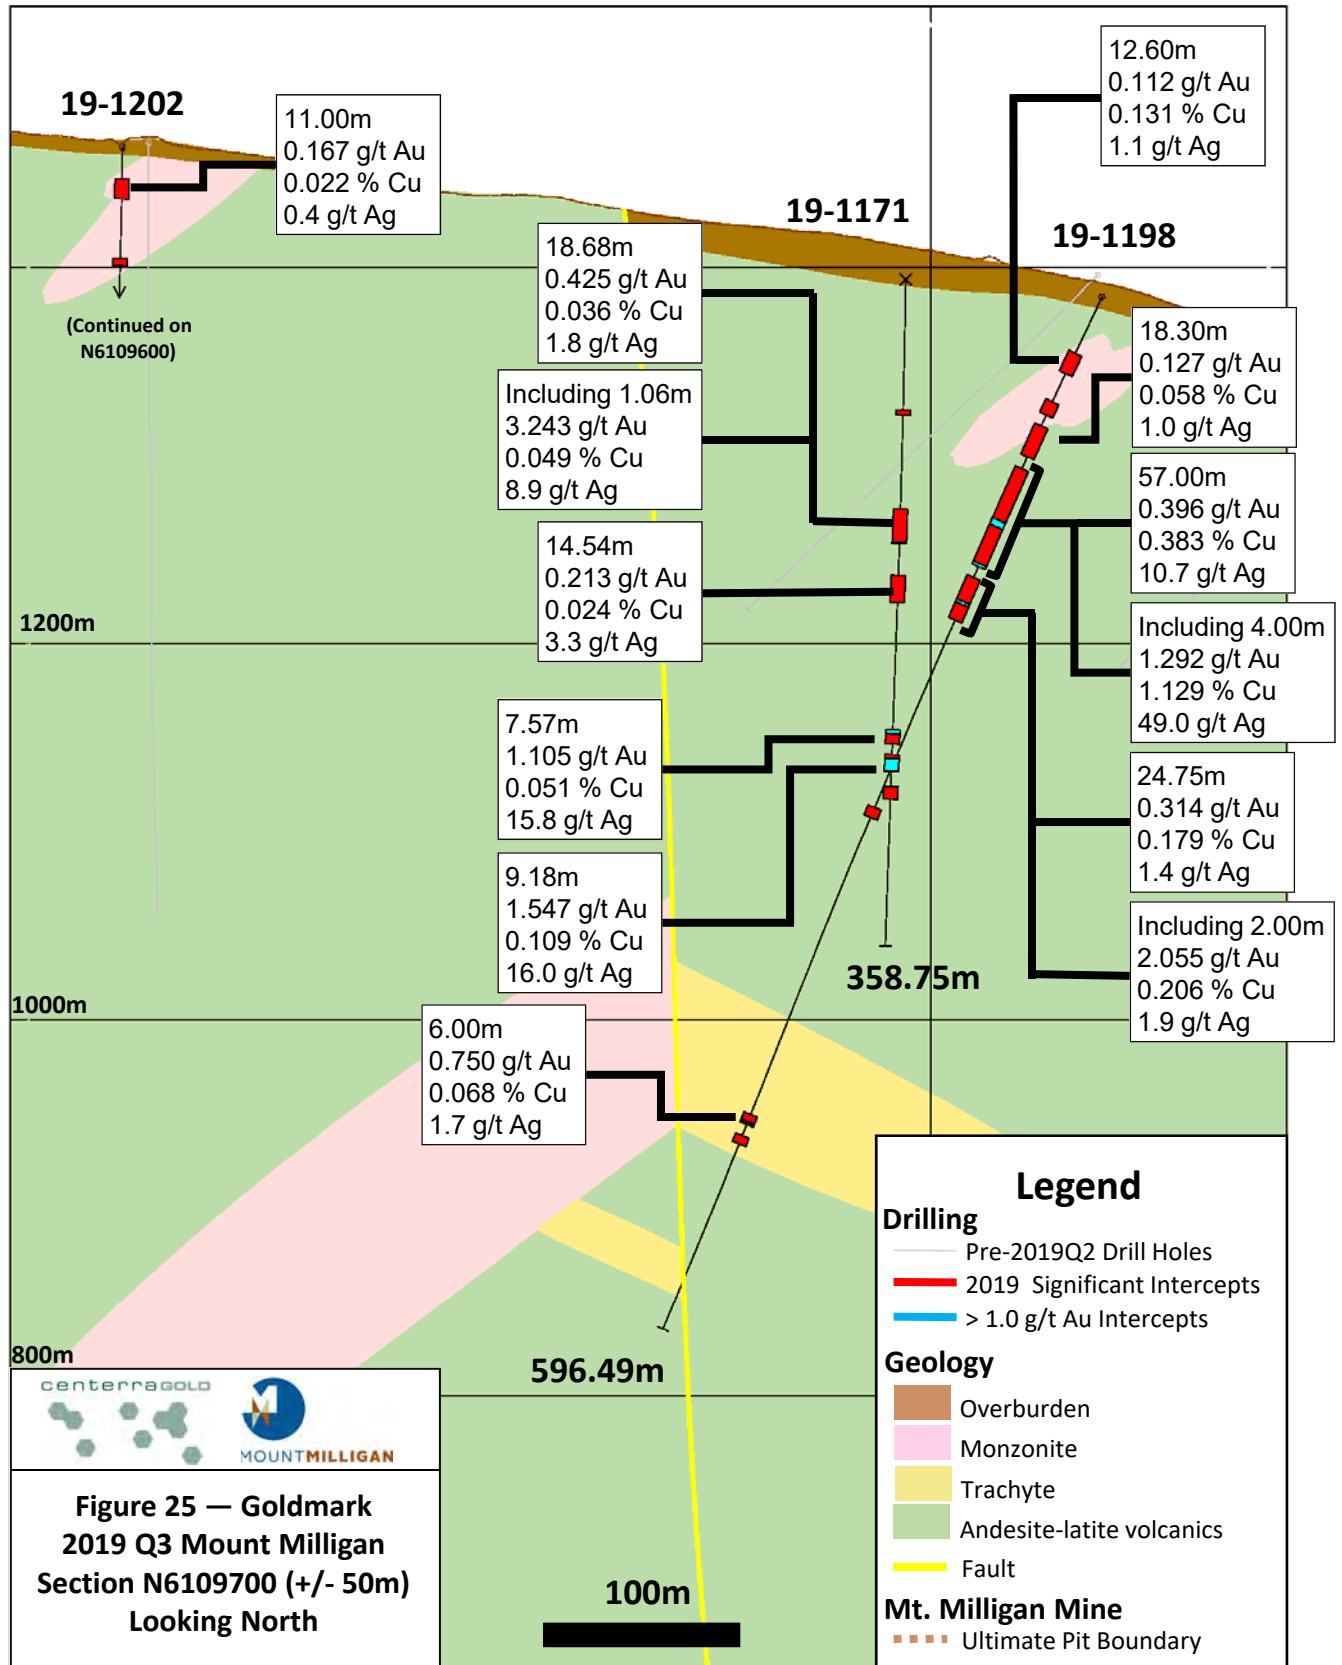 19-1202
11.00m
0.167 g/t Au
0.022 % Cu
0.4 g/t Ag
(Continued on
N6109600)
12.60m
0.112 g/t Au
0.131 % Cu
1.1 g/t Ag
19-1171
19-1198
18.68m
0.425 g/t Au
0.036 % Cu
1.8 g/t Ag
Including 1.06m
3.243 g/t Au
0.049 % Cu
8.9 g/t Ag
14.54m
0.213 g/t Au
0.024 % Cu
3.3 g/t Ag
7.57m
1.105 g/t Au
0.051 % Cu
15.8 g/t Ag
9.18m
1.547 g/t Au
0.109 % Cu
16.0 g/t Ag
6.00m
0.750 g/t Au
0.068 % Cu
1.7 g/t Ag
18.30m
0.127 g/t Au
0.058 % Cu
1.0 g/t Ag
57.00m
0.396 g/t Au
0.383 % Cu
10.7 g/t Ag
Including 4.00m
1.292 g/t Au
1.129 % Cu
49.0 g/t Ag
24.75m
0.314 g/t Au
0.179 % Cu
1.4 g/t Ag
Including 2.00m
2.055 g/t Au
0.206 % Cu
1.9 g/t Ag
1200m
1000m
800m
358.75m
596.49m
centerraGOLD
MOUNTMILLIGAN
Figure 25 — Goldmark
2019 Q3 Mount Milligan
Section N6109700 (+/- 50m)
Looking North
100m
Legend
Drilling
Pre-2019Q2 Drill Holes
2019 Significant Intercepts
> 1.0 g/t Au Intercepts
Geology
Overburden
Monzonite
Trachyte
Andesite-latite volcanics
Fault
Mt. Milligan Mine
Ultimate Pit Boundary